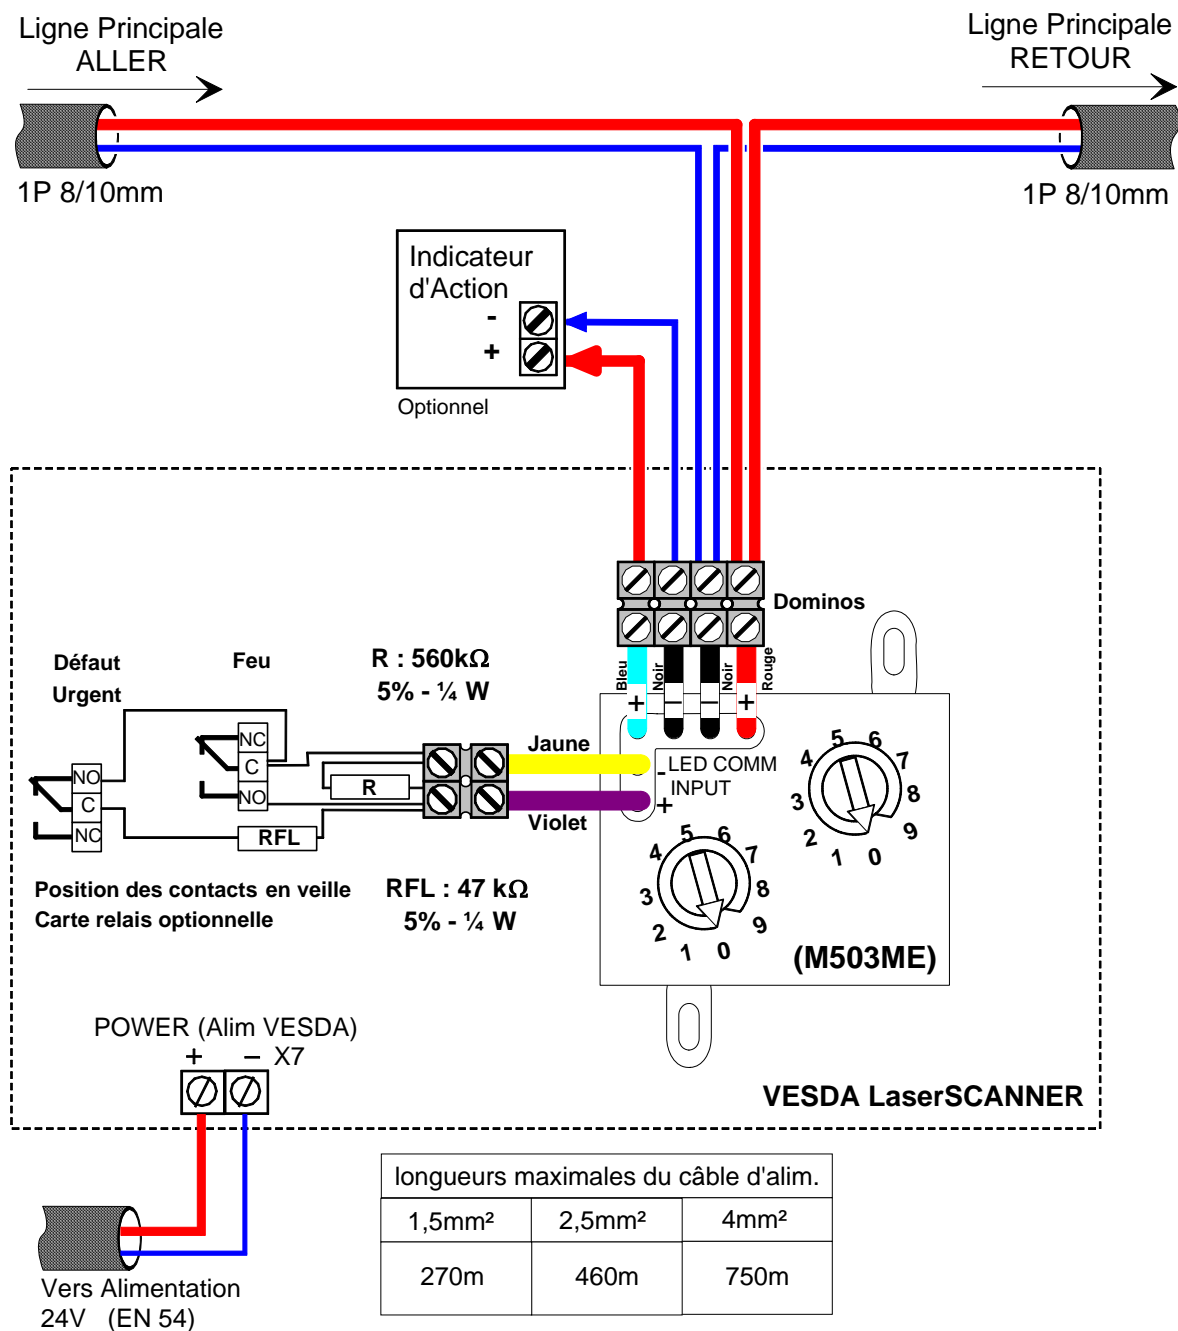 Ligne Principale
ALLER
Ligne Principale
RETOUR
1P 8/10mm
1P 8/10mm
Indicateur
d'Action
-
+
Optionnel
Dominos
Bleu
Noir
Noir
Rouge
+
–
–
+
Défaut
Urgent
Feu
R : 560kΩ
5% - ¼ W
NC
C
NO
NO
C
NC
R
RFL
Jaune
Violet
- LED COMM
INPUT
+
5 6
4 7
3 8
2 9
1 0
5 6
4 7
3 8
2 9
1 0
Position des contacts en veille
Carte relais optionnelle
RFL : 47 kΩ
5% - ¼ W
(M503ME)
POWER (Alim VESDA)
+ – X7
VESDA LaserSCANNER
longueurs maximales du câble d'alim.
1,5mm² 2,5mm² 4mm²
270m 460m 750m
Vers Alimentation
24V (EN 54)